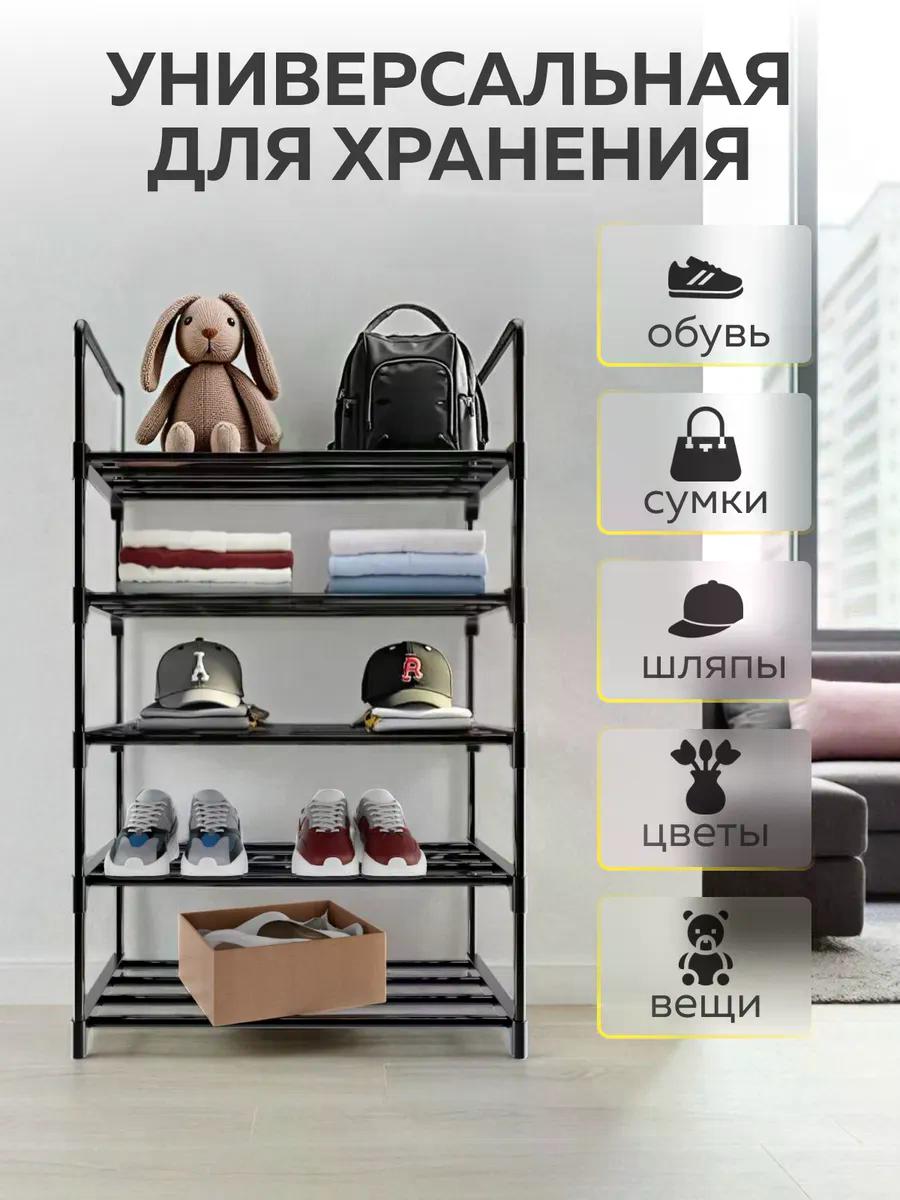 УНИВЕРСАЛЬНАЯ
ДЛЯ ХРАНЕНИЯ
обувь
сумки
A
R
шляпы
цветы
вещи